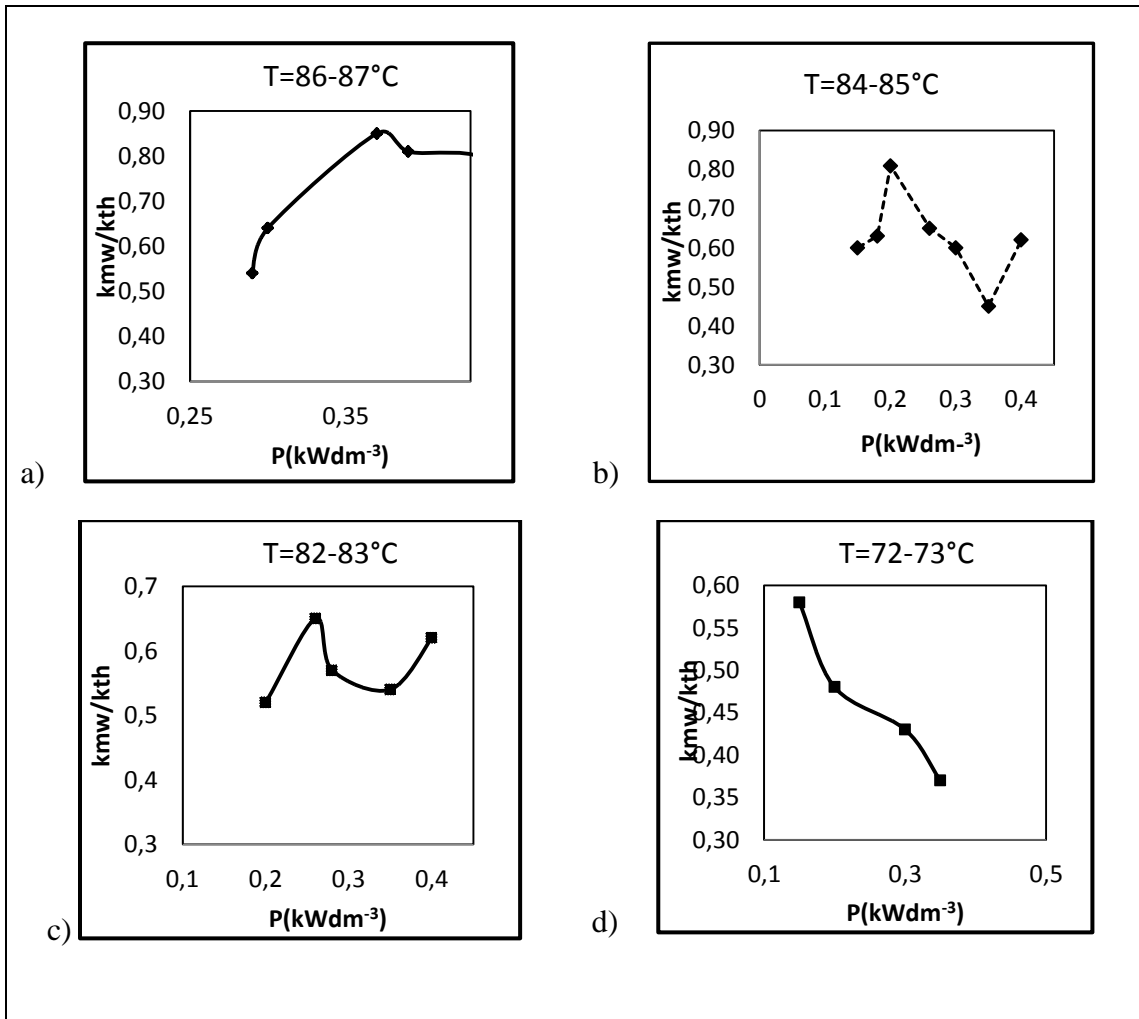 T=86-87°C
0,90
0,80
0,70
0,60
0,50
0,40
0,30
kmw/kth
0,25 0,35
P(kWdm⁻³)
a)
T=84-85°C
0,90
0,80
0,70
0,60
0,50
0,40
0,30
kmw/kth
0 0,1 0,2 0,3 0,4
P(kWdm-³)
b)
T=82-83°C
0,7
0,6
0,5
0,4
0,3
kmw/kth
0,1 0,2 0,3 0,4
P(kWdm⁻³)
c)
T=72-73°C
0,60
0,55
0,50
0,45
0,40
0,35
0,30
kmw/kth
0,1 0,3 0,5
P(kWdm⁻³)
d)